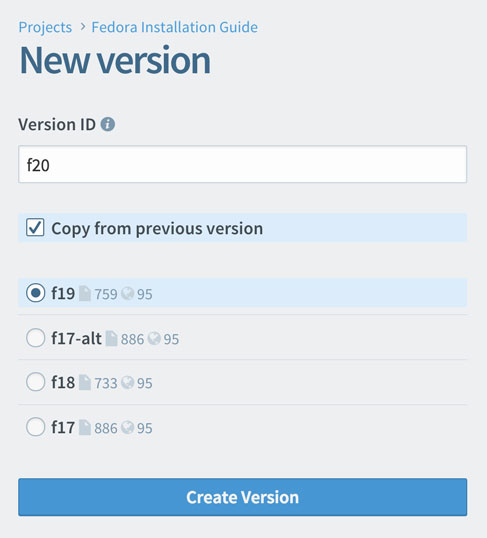 Projects > Fedora Installation Guide
New version
Version ID
f20
Copy from previous version
f19 759 95
f17-alt 886 95
f18 733 95
f17 886 95
Create Version